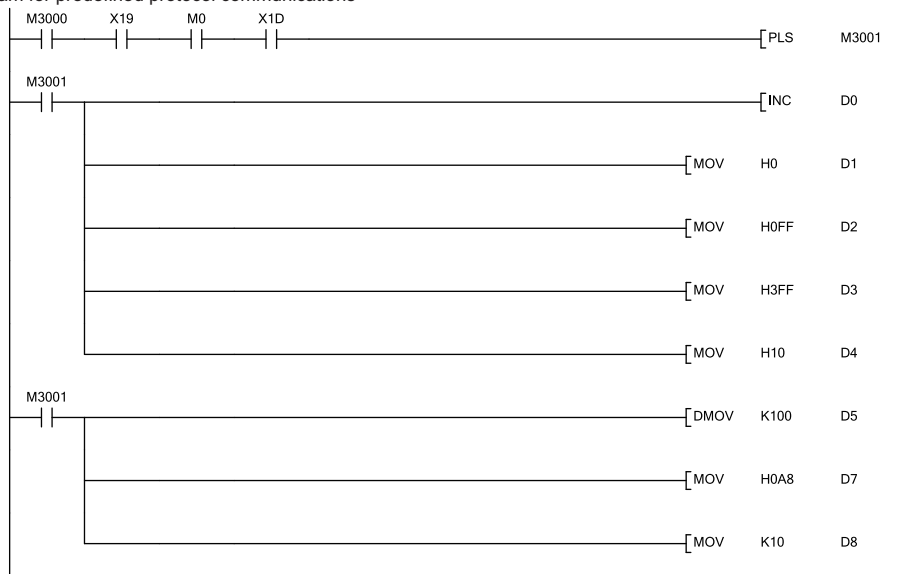 for predefined protocol communications
M3000 X19 M0 X1D
PLS M3001
M3001
INC D0
MOV H0 D1
MOV H0FF D2
MOV H3FF D3
MOV H10 D4
M3001
DMOV K100 D5
MOV H0A8 D7
MOV K10 D8